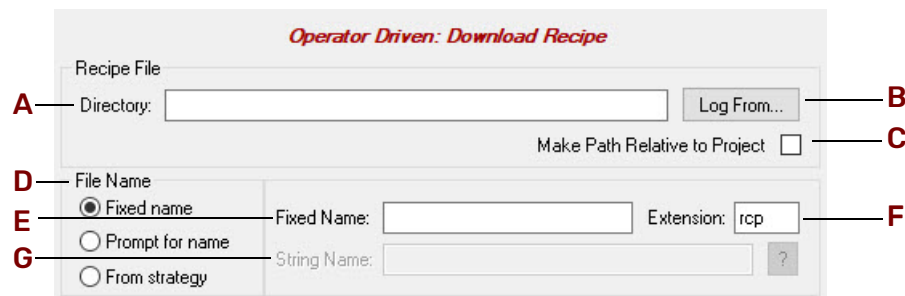 Operator Driven: Download Recipe
Recipe File
A Directory: Log From... B
Make Path Relative to Project C
D File Name
Fixed name
E Fixed Name: Extension: rcp F
Prompt for name
G String Name: ?
From strategy